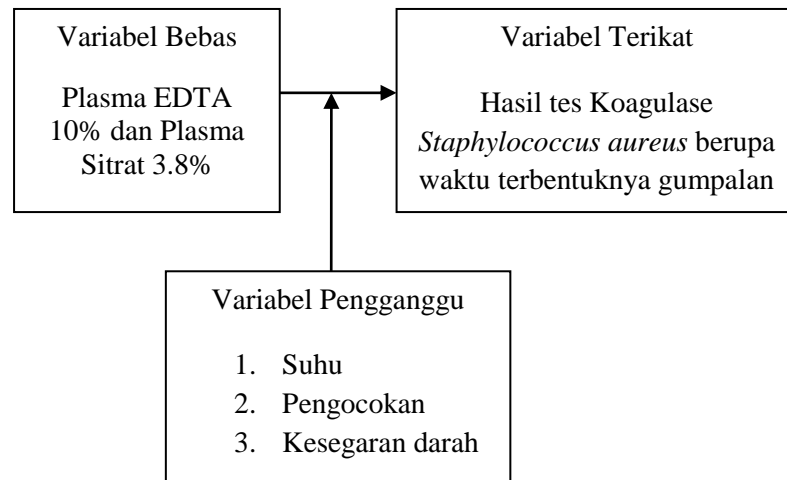 Variabel Bebas
Plasma EDTA
10% dan Plasma
Sitrat 3.8%
Variabel Terikat
Hasil tes Koagulase
Staphylococcus aureus berupa
waktu terbentuknya gumpalan
Variabel Pengganggu
1. Suhu
2. Pengocokan
3. Kesegaran darah